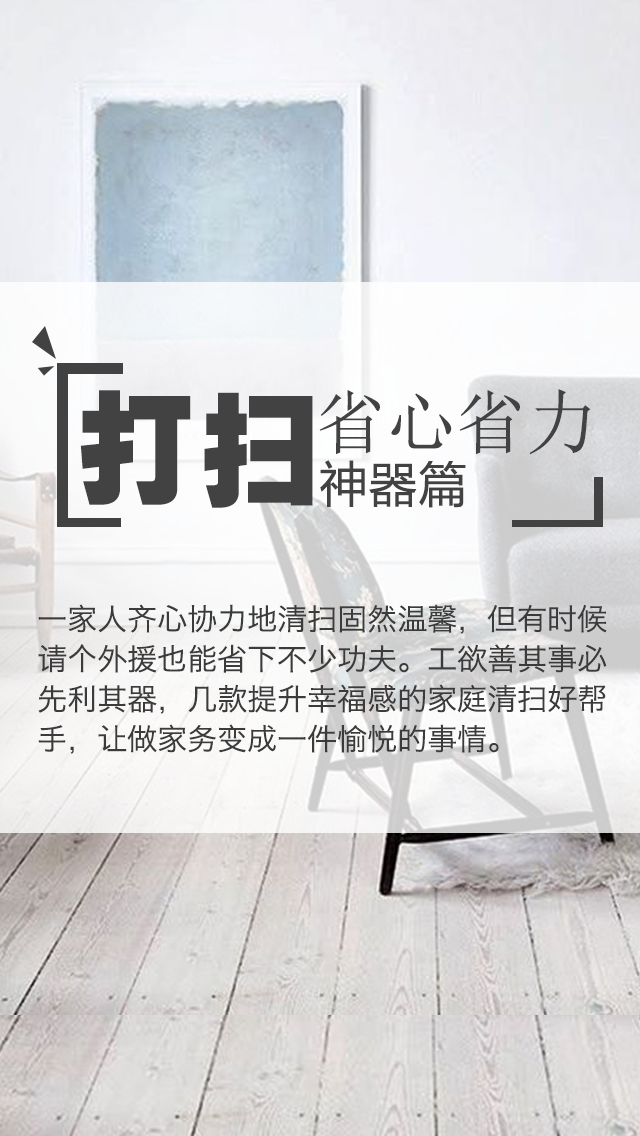 打扫省心省力
神器篇
一家人齐心协力地清扫固然温馨，但有时候
请个外援也能省下不少功夫。工欲善其事必
先利其器，几款提升幸福感的家庭清扫好帮
手，让做家务变成一件愉悦的事情。